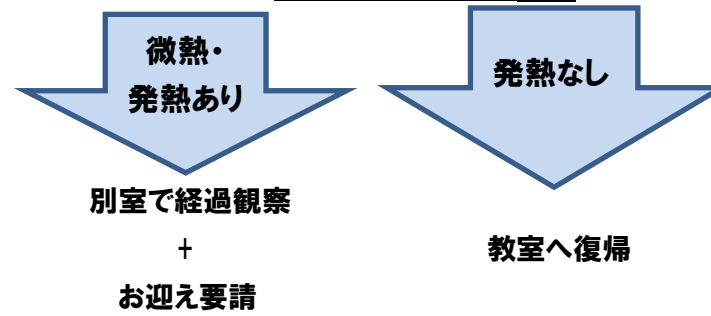 微熱・
発熱あり
別室で経過観察
+
お迎え要請
発熱なし
教室へ復帰